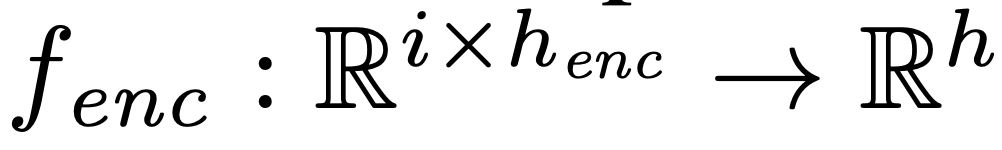 f_{enc} : ℝ^{i×h_{enc}} → ℝ^{h}